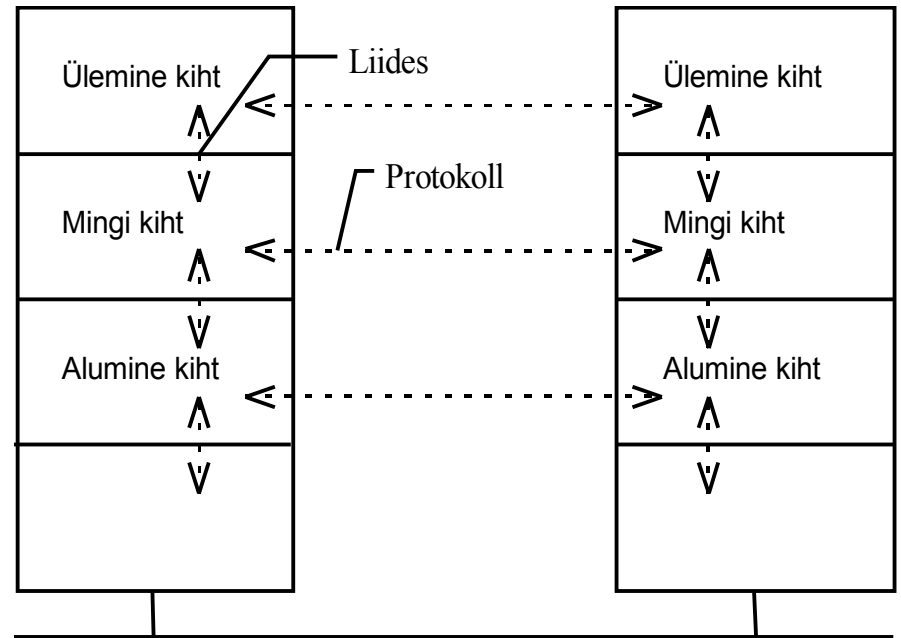 Ülemine kiht
Liides
Ülemine kiht
Protokoll
Mingi kiht
Mingi kiht
Alumine kiht
Alumine kiht